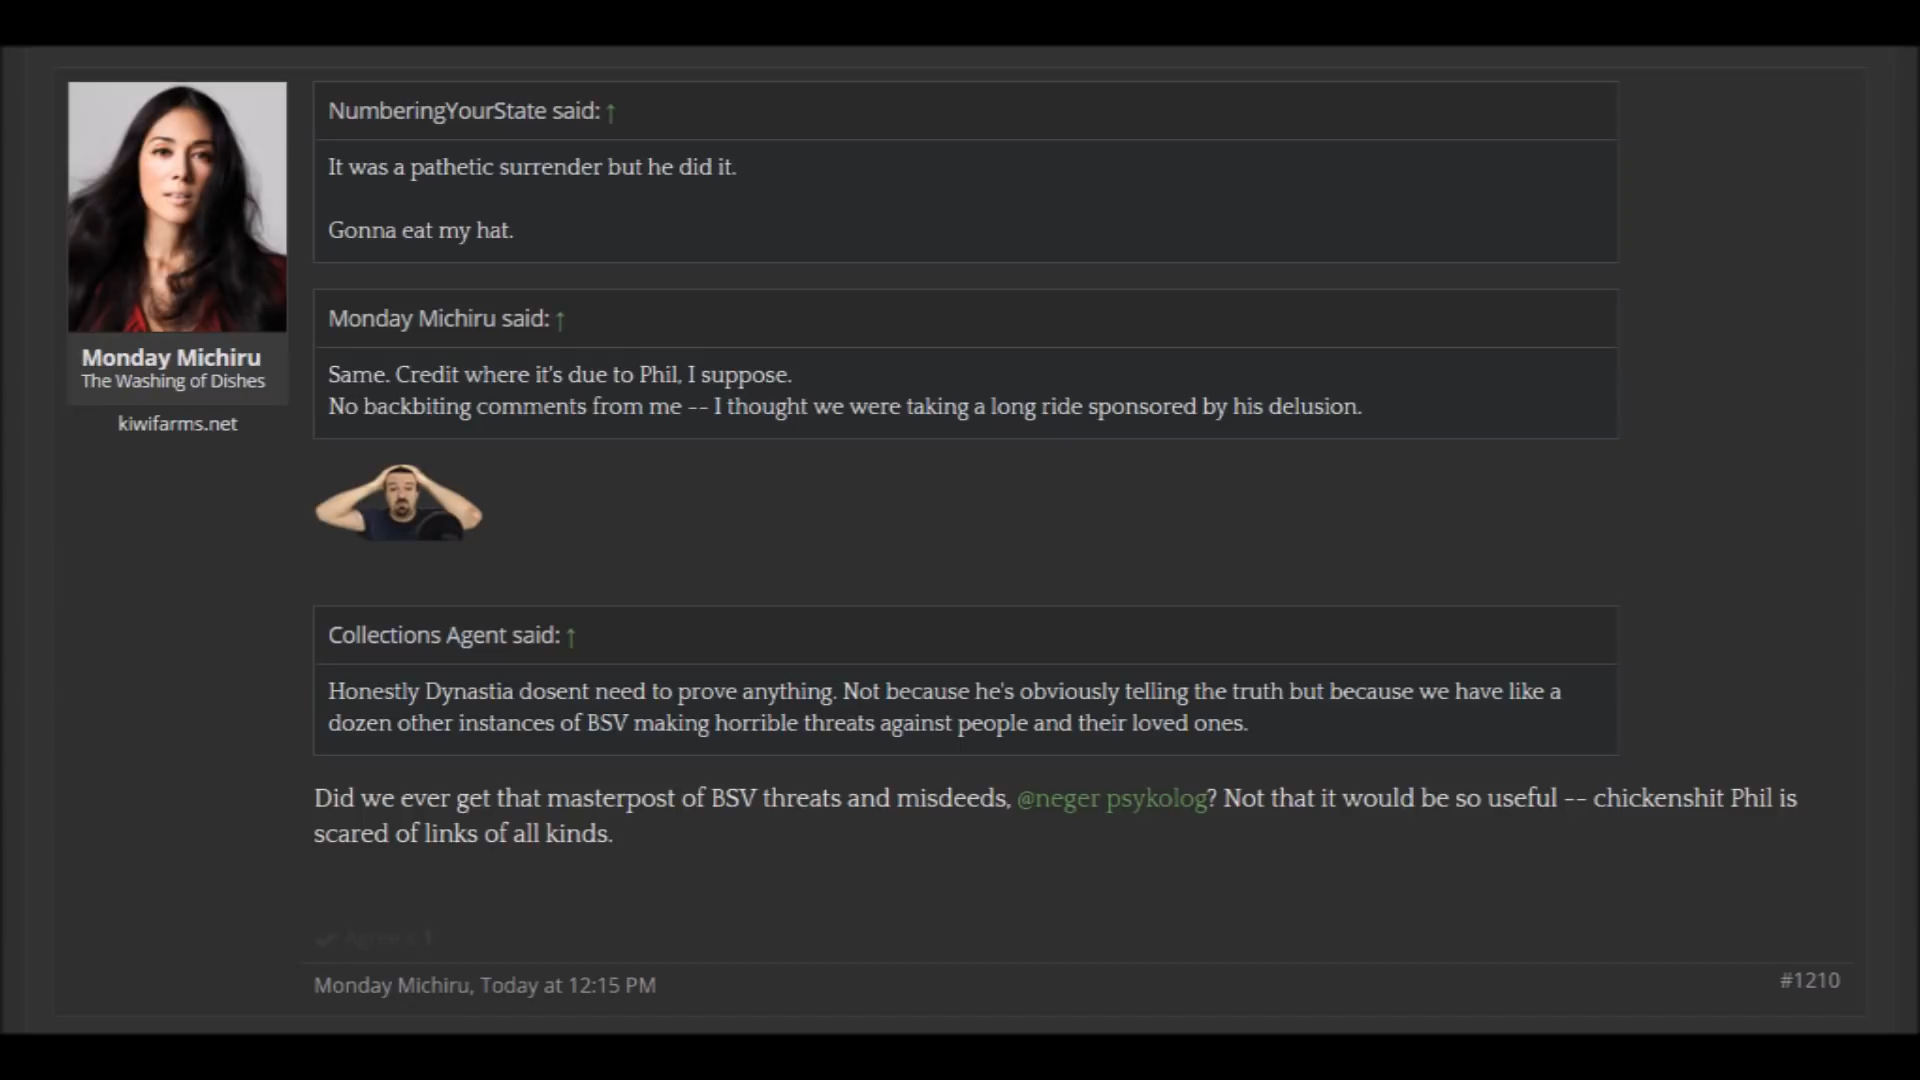 NumberingYourState said: ↑
It was a pathetic surrender but he did it.
Gonna eat my hat.
Monday Michiru
The Washing of Dishes
kiwifarms.net
Monday Michiru said: ↑
Same. Credit where it's due to Phil, I suppose.
No backbiting comments from me -- I thought we were taking a long ride sponsored by his delusion.
Collections Agent said: ↑
Honestly Dynastia dosent need to prove anything. Not because he's obviously telling the truth but because we have like a
dozen other instances of BSV making horrible threats against people and their loved ones.
Did we ever get that masterpost of BSV threats and misdeeds, @neger psykolog? Not that it would be so useful -- chickenshit Phil is
scared of links of all kinds.
Agree x 1
Monday Michiru, Today at 12:15 PM
#1210